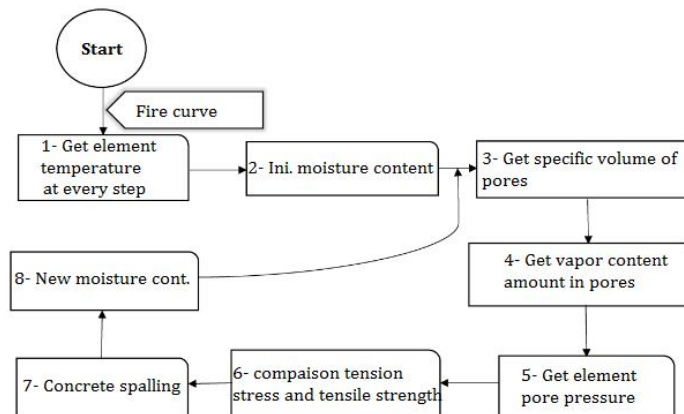 Start
Fire curve
1- Get element
temperature
at every step
2- Ini. moisture content
3- Get specific volume of
pores
4- Get vapor content
amount in pores
5- Get element
pore pressure
6- compaison tension
stress and tensile strength
7- Concrete spalling
8- New moisture cont.